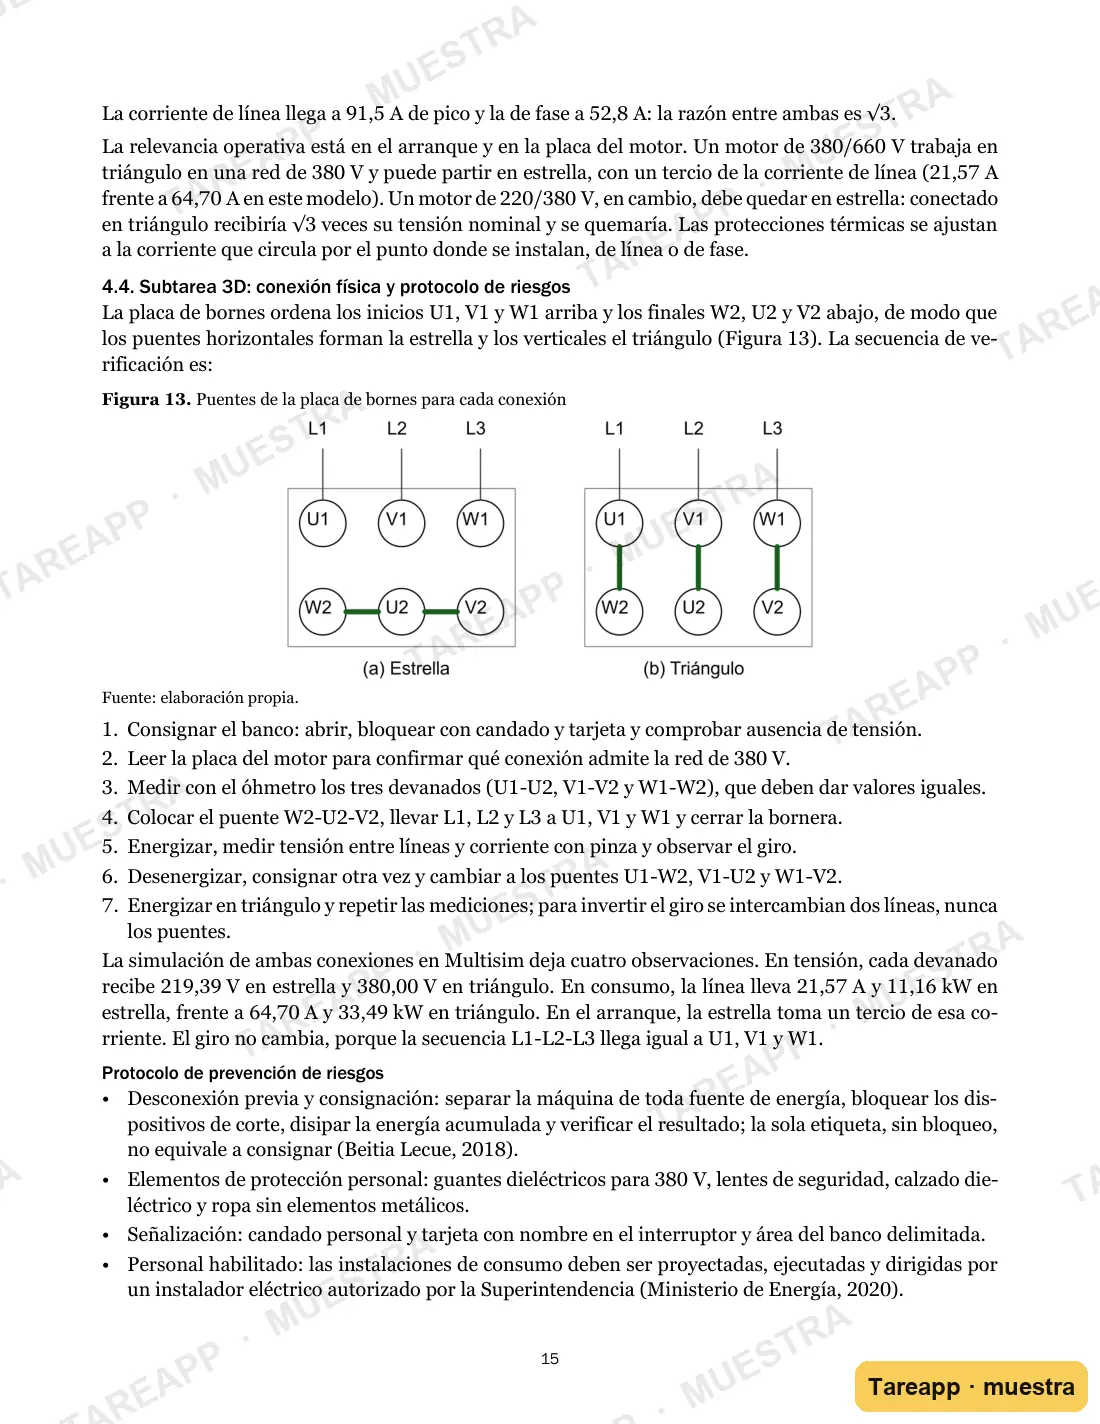 La corriente de línea llega a 91,5 A de pico y la de fase a 52,8 A: la razón entre ambas es √3.
La relevancia operativa está en el arranque y en la placa del motor. Un motor de 380/660 V trabaja en
triángulo en una red de 380 V y puede partir en estrella, con un tercio de la corriente de línea (21,57 A
frente a 64,70 A en este modelo). Un motor de 220/380 V, en cambio, debe quedar en estrella: conectado
en triángulo recibiría √3 veces su tensión nominal y se quemaría. Las protecciones térmicas se ajustan
a la corriente que circula por el punto donde se instalan, de línea o de fase.
4.4. Subtarea 3D: conexión física y protocolo de riesgos
La placa de bornes ordena los inicios U1, V1 y W1 arriba y los finales W2, U2 y V2 abajo, de modo que
los puentes horizontales forman la estrella y los verticales el triángulo (Figura 13). La secuencia de ve-
rificación es:
Figura 13. Puentes de la placa de bornes para cada conexión
L1 L2 L3 L1 L2 L3
U1 V1 W1 U1 V1 W1
W2 U2 V2 W2 U2 V2
(a) Estrella (b) Triángulo
Fuente: elaboración propia.
1. Consignar el banco: abrir, bloquear con candado y tarjeta y comprobar ausencia de tensión.
2. Leer la placa del motor para confirmar qué conexión admite la red de 380 V.
3. Medir con el óhmetro los tres devanados (U1-U2, V1-V2 y W1-W2), que deben dar valores iguales.
4. Colocar el puente W2-U2-V2, llevar L1, L2 y L3 a U1, V1 y W1 y cerrar la bornera.
5. Energizar, medir tensión entre líneas y corriente con pinza y observar el giro.
6. Desenergizar, consignar otra vez y cambiar a los puentes U1-W2, V1-U2 y W1-V2.
7. Energizar en triángulo y repetir las mediciones; para invertir el giro se intercambian dos líneas, nunca
los puentes.
La simulación de ambas conexiones en Multisim deja cuatro observaciones. En tensión, cada devanado
recibe 219,39 V en estrella y 380,00 V en triángulo. En consumo, la línea lleva 21,57 A y 11,16 kW en
estrella, frente a 64,70 A y 33,49 kW en triángulo. En el arranque, la estrella toma un tercio de esa co-
rriente. El giro no cambia, porque la secuencia L1-L2-L3 llega igual a U1, V1 y W1.
Protocolo de prevención de riesgos
• Desconexión previa y consignación: separar la máquina de toda fuente de energía, bloquear los dis-
positivos de corte, disipar la energía acumulada y verificar el resultado; la sola etiqueta, sin bloqueo,
no equivale a consignar (Beitia Lecue, 2018).
• Elementos de protección personal: guantes dieléctricos para 380 V, lentes de seguridad, calzado die-
léctrico y ropa sin elementos metálicos.
• Señalización: candado personal y tarjeta con nombre en el interruptor y área del banco delimitada.
• Personal habilitado: las instalaciones de consumo deben ser proyectadas, ejecutadas y dirigidas por
un instalador eléctrico autorizado por la Superintendencia (Ministerio de Energía, 2020).
15
Tareapp · muestra
TAREAPP · MUESTRA